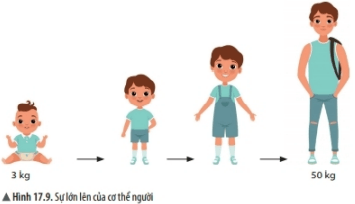 3 kg
50 kg
▲ Hình 17.9. Sự lớn lên của cơ thể người